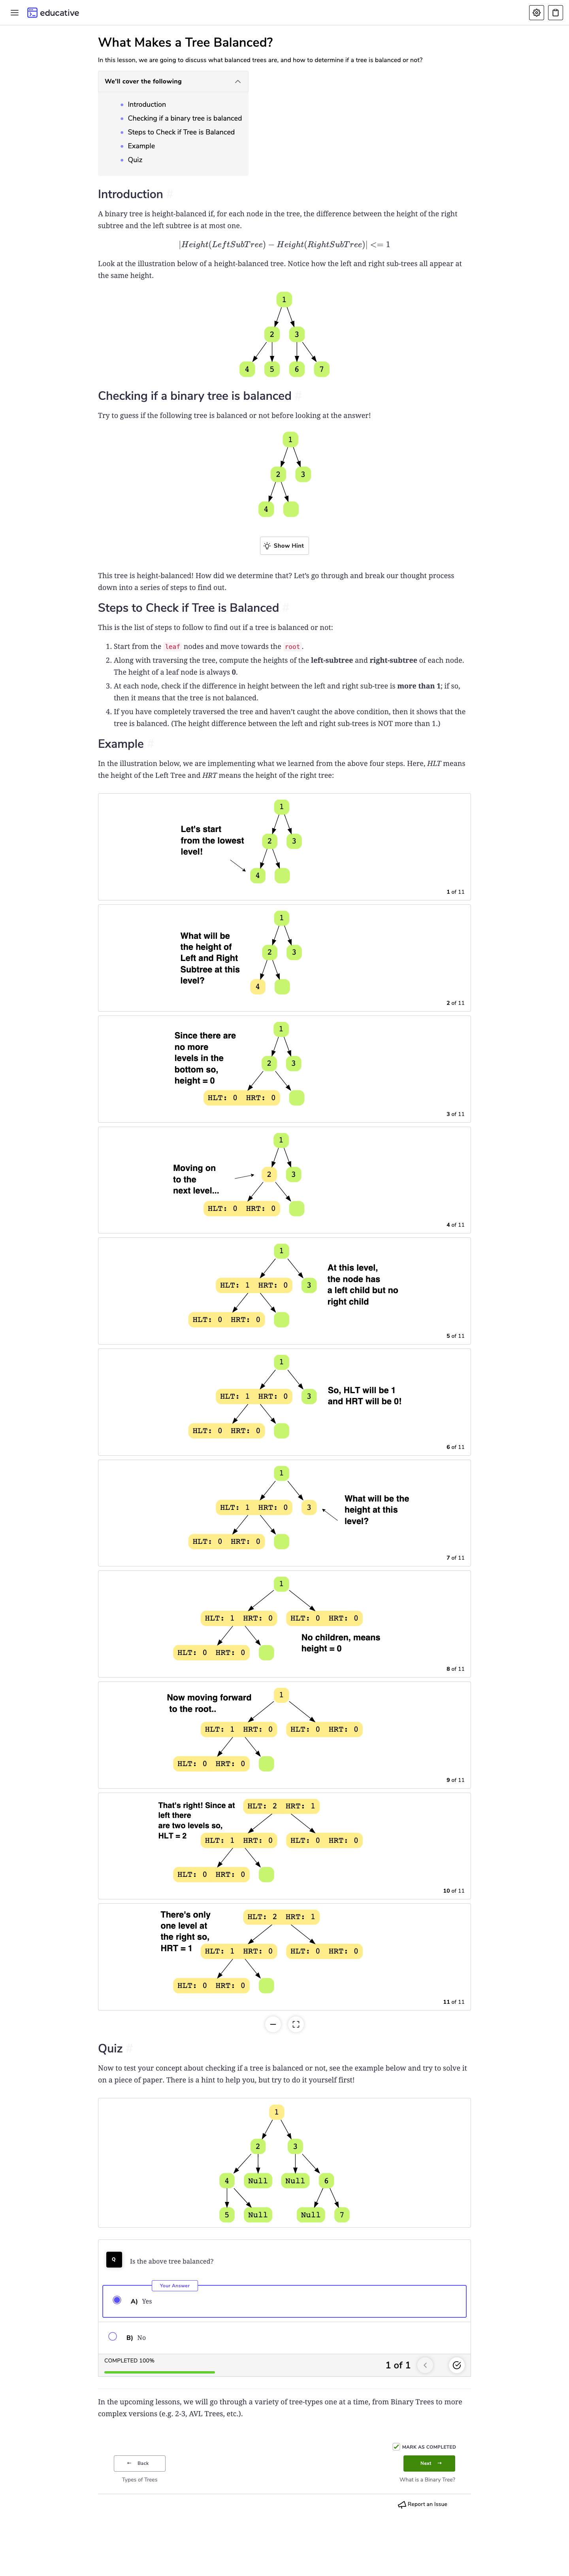 educative
What Makes a Tree Balanced?
In this lesson, we are going to discuss what balanced trees are, and how to determine if a tree is balanced or not?
We'll cover the following
Introduction
Checking if a binary tree is balanced
Steps to Check if Tree is Balanced
Example
Quiz
Introduction
A binary tree is height-balanced if, for each node in the tree, the difference between the height of the right
subtree and the left subtree is at most one.
|Height(LeftSubTree) − Height(RightSubTree)| <= 1
Look at the illustration below of a height-balanced tree. Notice how the left and right sub-trees all appear at
the same height.
1
2 3
4 5 6 7
Checking if a binary tree is balanced
Try to guess if the following tree is balanced or not before looking at the answer!
1
2 3
4
Show Hint
This tree is height-balanced! How did we determine that? Let's go through and break our thought process
down into a series of steps to find out.
Steps to Check if Tree is Balanced
This is the list of steps to follow to find out if a tree is balanced or not:
1. Start from the leaf nodes and move towards the root.
2. Along with traversing the tree, compute the heights of the left-subtree and right-subtree of each node.
The height of a leaf node is always 0.
3. At each node, check if the difference in height between the left and right sub-tree is more than 1; if so,
then it means that the tree is not balanced.
4. If you have completely traversed the tree and haven't caught the above condition, then it shows that the
tree is balanced. (The height difference between the left and right sub-trees is NOT more than 1.)
Example
In the illustration below, we are implementing what we learned from the above four steps. Here, HLT means
the height of the Left Tree and HRT means the height of the right tree:
1
Let's start
from the lowest
level!
2 3
4
1 of 11
1
What will be
the height of
Left and Right
Subtree at this
level?
2 3
4
2 of 11
1
Since there are
no more
levels in the
bottom so,
height = 0
2 3
HLT: 0 HRT: 0
3 of 11
1
Moving on
to the
next level...
2 3
HLT: 0 HRT: 0
4 of 11
1
At this level,
the node has
a left child but no
right child
HLT: 1 HRT: 0 3
HLT: 0 HRT: 0
5 of 11
1
So, HLT will be 1
and HRT will be 0!
HLT: 1 HRT: 0 3
HLT: 0 HRT: 0
6 of 11
1
What will be the
height at this
level?
HLT: 1 HRT: 0 3
HLT: 0 HRT: 0
7 of 11
1
HLT: 1 HRT: 0 HLT: 0 HRT: 0
No children, means
height = 0
HLT: 0 HRT: 0
8 of 11
Now moving forward
to the root..
1
HLT: 1 HRT: 0 HLT: 0 HRT: 0
HLT: 0 HRT: 0
9 of 11
That's right! Since at
left there
are two levels so,
HLT = 2
HLT: 2 HRT: 1
HLT: 1 HRT: 0 HLT: 0 HRT: 0
HLT: 0 HRT: 0
10 of 11
There's only
one level at
the right so,
HRT = 1
HLT: 2 HRT: 1
HLT: 1 HRT: 0 HLT: 0 HRT: 0
HLT: 0 HRT: 0
11 of 11
Quiz
Now to test your concept about checking if a tree is balanced or not, see the example below and try to solve it
on a piece of paper. There is a hint to help you, but try to do it yourself first!
1
2 3
4 Null Null 6
5 Null Null 7
Q
Is the above tree balanced?
Your Answer
A) Yes
B) No
COMPLETED 100%
1 of 1
In the upcoming lessons, we will go through a variety of tree-types one at a time, from Binary Trees to more
complex versions (e.g. 2-3, AVL Trees, etc.).
MARK AS COMPLETED
← Back
Next →
Types of Trees
What is a Binary Tree?
Report an Issue